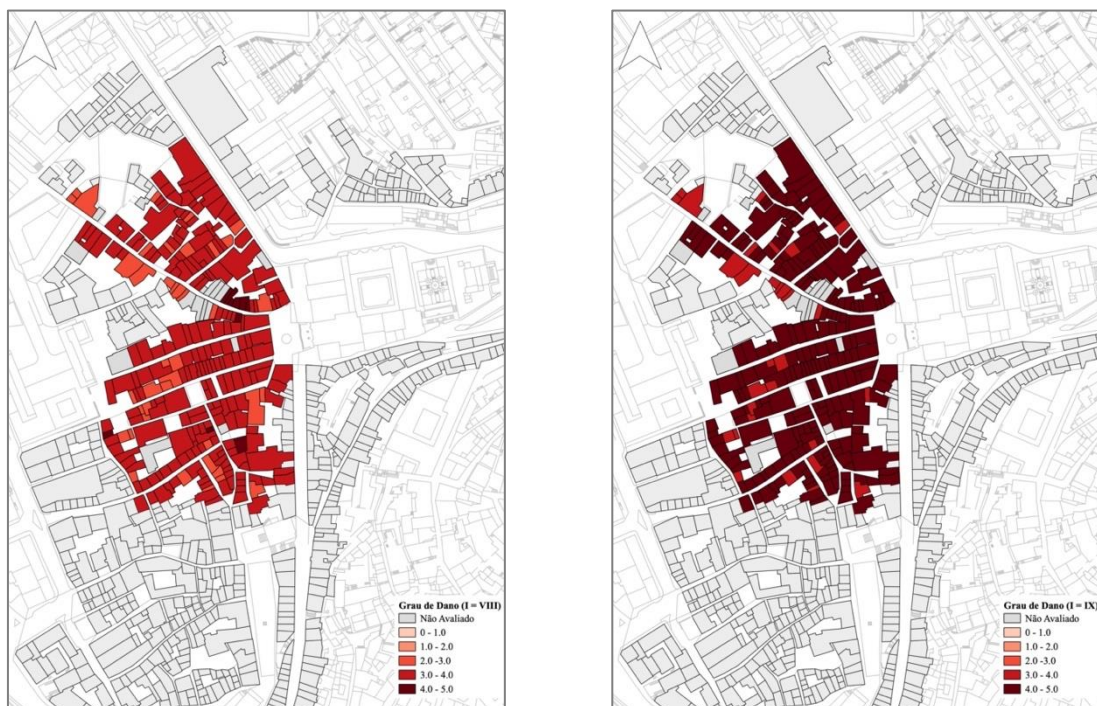 Grau de Dano (I = VIII)
Não Avaliado
0 - 1.0
1.0 - 2.0
2.0 -3.0
3.0 - 4.0
4.0 - 5.0
Grau de Dano (I = IX)
Não Avaliado
0 - 1.0
1.0 - 2.0
2.0 -3.0
3.0 - 4.0
4.0 - 5.0